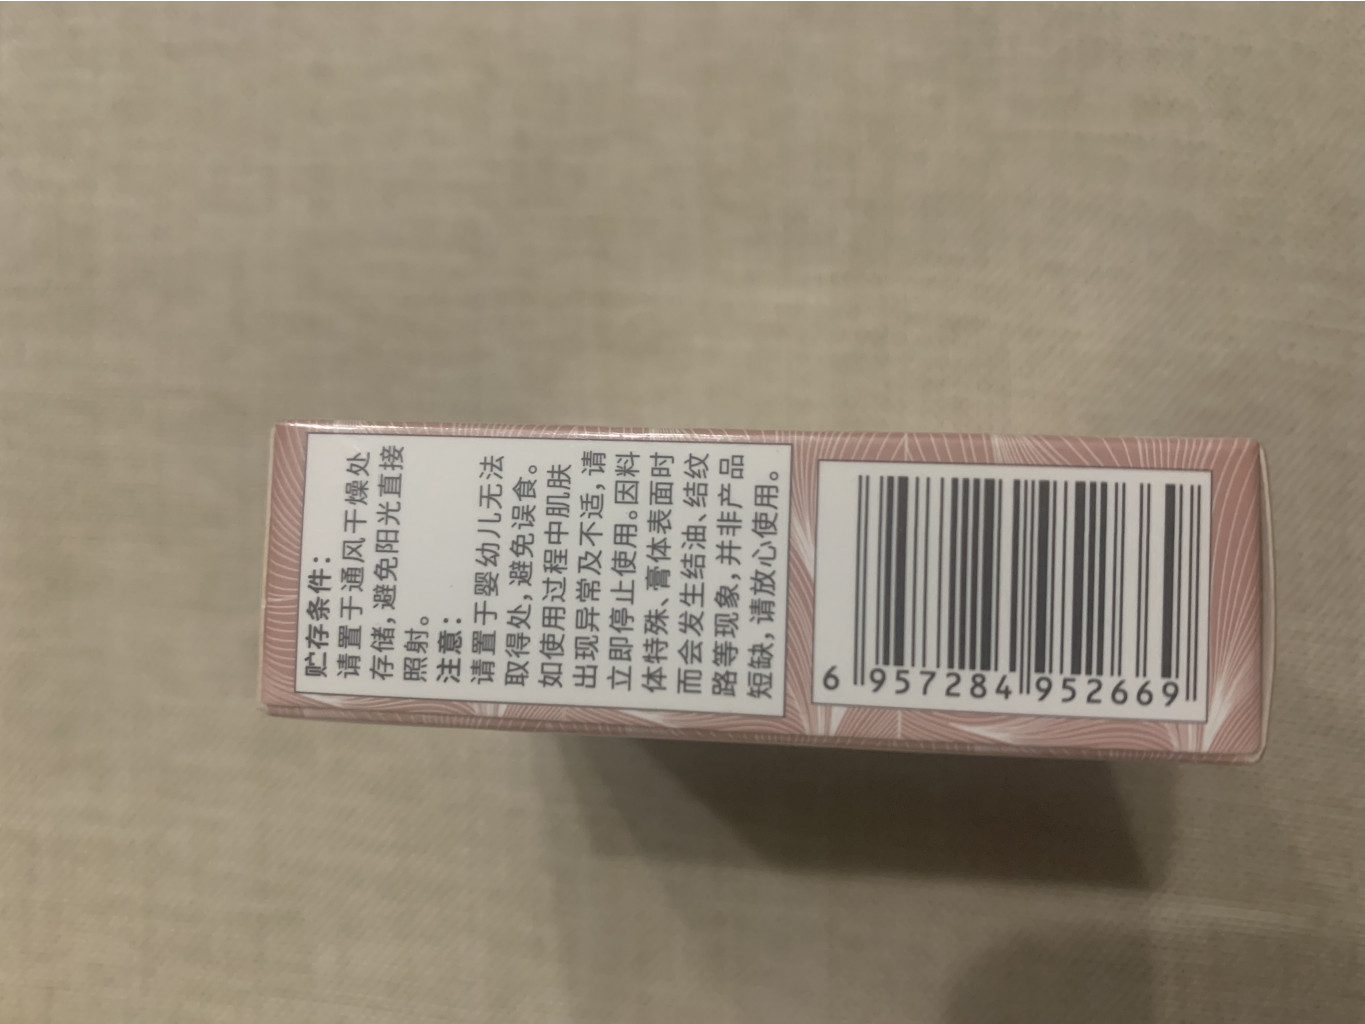 贮存条件：
请置于通风干燥处
存储，避免阳光直接
照射。
注意：
请置于婴幼儿无法
取得处，避免误食。
如使用过程中肌肤
出现异常及不适，请
立即停止使用。因料
体特殊、膏体表面时
而会发生结油、结纹
路等现象，并非产品
短缺，请放心使用。
6 957284 952669